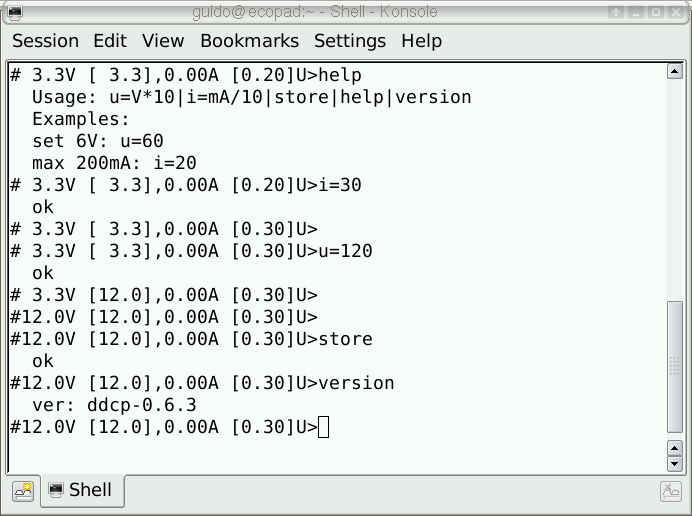 guido@ecopad:~ - Shell - Konsole
Session Edit View Bookmarks Settings Help
# 3.3V [ 3.3],0.00A [0.20]U>help
  Usage: u=V*10|i=mA/10|store|help|version
  Examples:
  set 6V: u=60
  max 200mA: i=20
# 3.3V [ 3.3],0.00A [0.20]U>i=30
  ok
# 3.3V [ 3.3],0.00A [0.30]U>
# 3.3V [ 3.3],0.00A [0.30]U>u=120
  ok
# 3.3V [12.0],0.00A [0.30]U>
#12.0V [12.0],0.00A [0.30]U>
#12.0V [12.0],0.00A [0.30]U>store
  ok
#12.0V [12.0],0.00A [0.30]U>version
  ver: ddcp-0.6.3
#12.0V [12.0],0.00A [0.30]U>
Shell